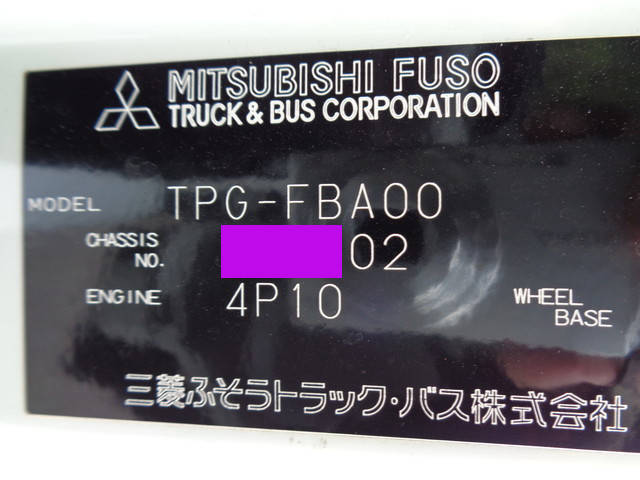 MITSUBISHI FUSO
TRUCK & BUS CORPORATION
MODEL TPG-FBA00
CHASSIS NO. 02
ENGINE 4P10
WHEEL BASE
三菱ふそうトラック・バス株式会社